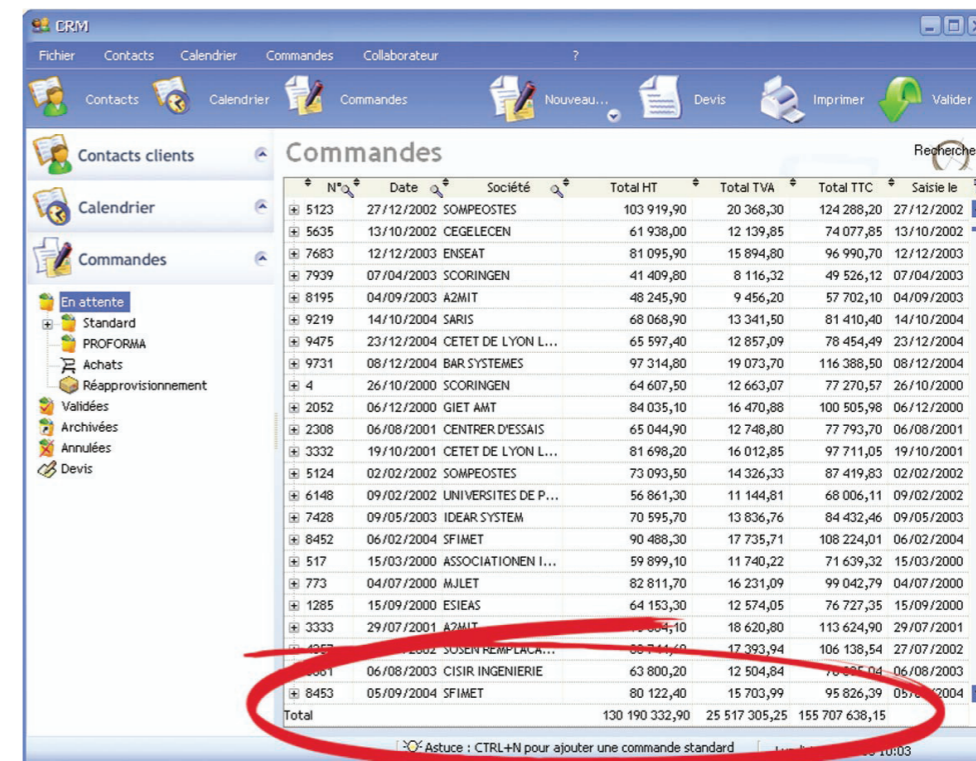 CRM
Fichier Contacts Calendrier Commandes Collaborateur ?
Contacts Calendrier Commandes Nouveau... Devis Imprimer Valider
Contacts clients
Calendrier
Commandes
En attente
Standard
PROFORMA
Achats
Réapprovisionnement
Validées
Archivées
Annulées
Devis
Commandes
Recherche
N° Date Société Total HT Total TVA Total TTC Saisie le
5123 27/12/2002 SOMPEOSTES 103 919,90 20 368,30 124 288,20 27/12/2002
5635 13/10/2002 CEGELECEN 61 938,00 12 139,85 74 077,85 13/10/2002
7683 12/12/2003 ENSEAT 81 095,90 15 894,80 96 990,70 12/12/2003
7939 07/04/2003 SCORINGEN 41 409,80 8 116,32 49 526,12 07/04/2003
8195 04/09/2003 A2MIT 48 245,90 9 456,20 57 702,10 04/09/2003
9219 14/10/2004 SARIS 68 068,90 13 341,50 81 410,40 14/10/2004
9475 23/12/2004 CETET DE LYON L... 65 597,40 12 857,09 78 454,49 23/12/2004
9731 08/12/2004 BAR SYSTEMES 97 314,80 19 073,70 116 388,50 08/12/2004
4 26/10/2000 SCORINGEN 64 607,50 12 663,07 77 270,57 26/10/2000
2052 06/12/2000 GIET AMT 84 035,10 16 470,88 100 505,98 06/12/2000
2308 06/08/2001 CENTRER D'ESSAIS 65 044,90 12 748,80 77 793,70 06/08/2001
3332 19/10/2001 CETET DE LYON L... 81 698,20 16 012,85 97 711,05 19/10/2001
5124 02/02/2002 SOMPEOSTES 73 093,50 14 326,33 87 419,83 02/02/2002
6148 09/02/2002 UNIVERSITES DE P... 56 861,30 11 144,81 68 006,11 09/02/2002
7428 09/05/2003 IDEAR SYSTEM 70 595,70 13 836,76 84 432,46 09/05/2003
8452 06/02/2004 SFIMET 90 488,30 17 735,71 108 224,01 06/02/2004
517 15/03/2000 ASSOCIATIONEN I... 59 899,10 11 740,22 71 639,32 15/03/2000
773 04/07/2000 MJLET 82 811,70 16 231,09 99 042,79 04/07/2000
1285 15/09/2000 ESIEAS 64 153,30 12 574,05 76 727,35 15/09/2000
3333 29/07/2001 A2MIT 18 620,80 113 624,90 29/07/2001
SOSEN REMPLACA... 17 393,94 106 138,54 27/07/2002
06/08/2003 CISIR INGENIERIE 63 800,20 12 504,84 06/08/2003
8453 05/09/2004 SFIMET 80 122,40 15 703,99 95 826,39
Total 130 190 332,90 25 517 305,25 155 707 638,15
Astuce : CTRL+N pour ajouter une commande standard 10:03